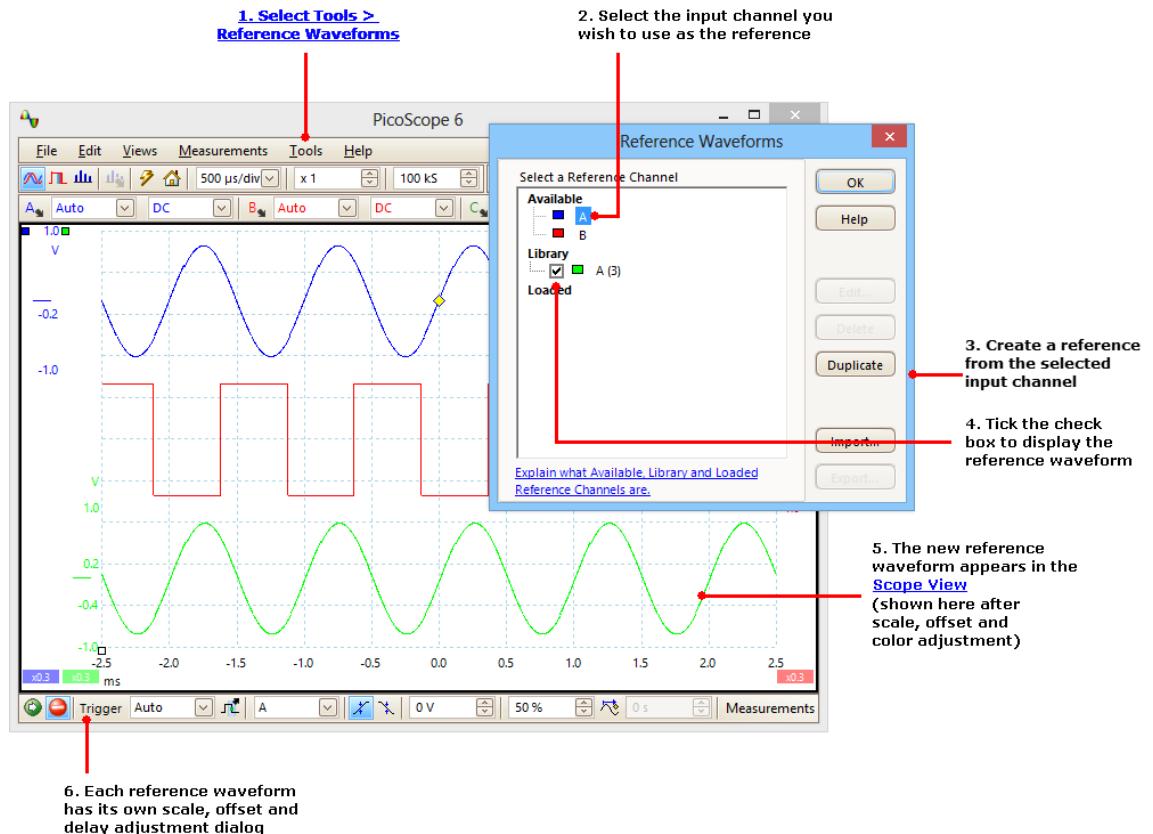 1. Select Tools >
Reference Waveforms
2. Select the input channel you
wish to use as the reference
PicoScope 6
File Edit Views Measurements Tools Help
500 µs/div x 1 100 kS
A Auto DC B Auto DC C
1.0
V
-0.2
-1.0
V
1.0
0.2
-0.4
-1.0
-2.5 -2.0 -1.5 -1.0 -0.5 0.0 0.5 1.0 1.5 2.0 2.5
x0.3 x0.3 ms x0.3
Trigger Auto A 0 V 50 % 0 s Measurements
Reference Waveforms
Select a Reference Channel
Available
A
B
Library
A (3)
Loaded
Explain what Available, Library and Loaded
Reference Channels are.
OK
Help
Edit...
Delete
Duplicate
Import...
Export...
3. Create a reference
from the selected
input channel
4. Tick the check
box to display the
reference waveform
5. The new reference
waveform appears in the
Scope View
(shown here after
scale, offset and
color adjustment)
6. Each reference waveform
has its own scale, offset and
delay adjustment dialog